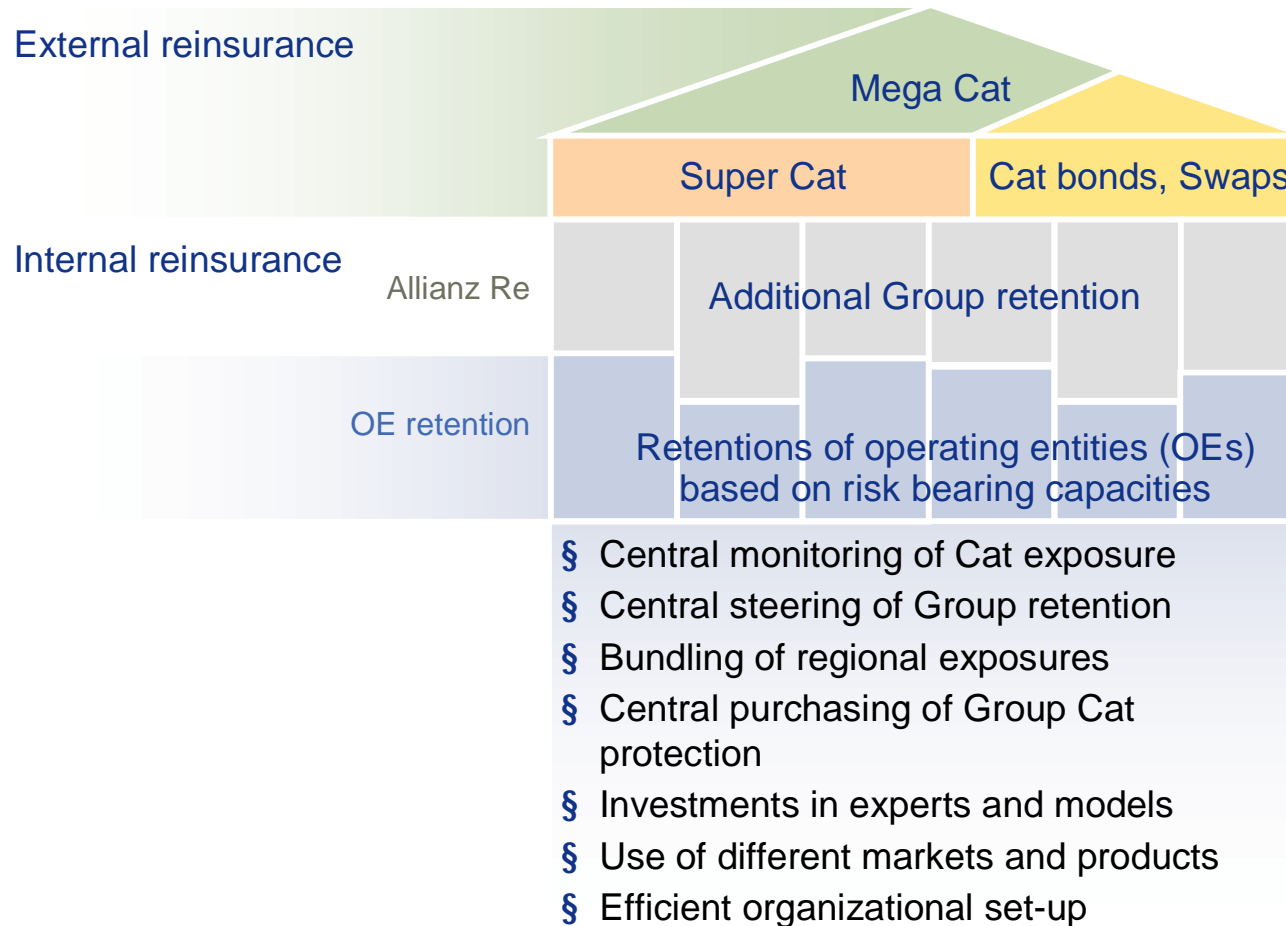 External reinsurance
Mega Cat
Super Cat
Cat bonds, Swaps
Internal reinsurance
Allianz Re
Additional Group retention
OE retention
Retentions of operating entities (OEs)
based on risk bearing capacities
§ Central monitoring of Cat exposure
§ Central steering of Group retention
§ Bundling of regional exposures
§ Central purchasing of Group Cat
protection
§ Investments in experts and models
§ Use of different markets and products
§ Efficient organizational set-up